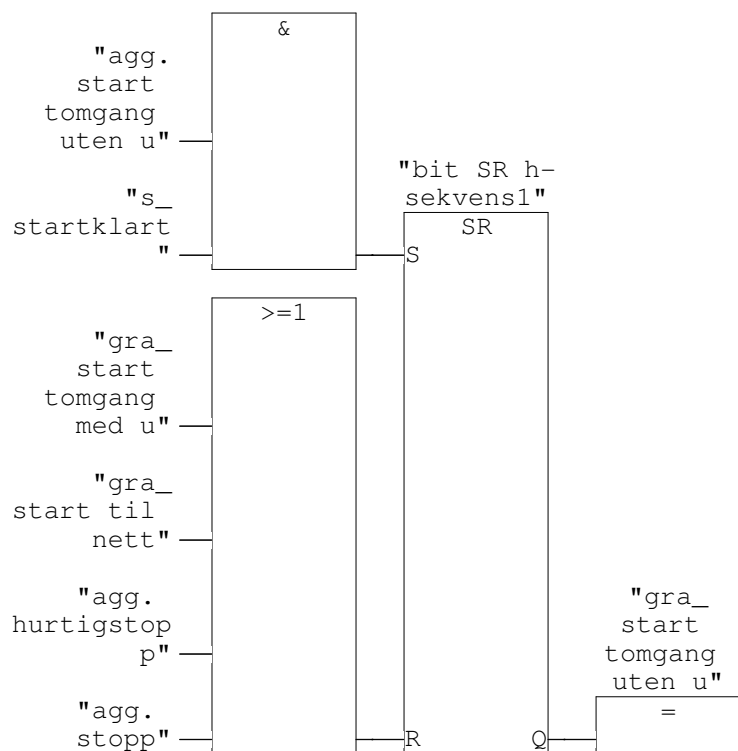 &
"agg.
start
tomgang
uten u"
"s_
startklart
"
"bit SR h-
sekvens1"
SR
S
>=1
"gra_
start
tomgang
med u"
"gra_
start til
nett"
"agg.
hurtigstop
p"
"agg.
stopp"
R
Q
"gra_
start
tomgang
uten u"
=